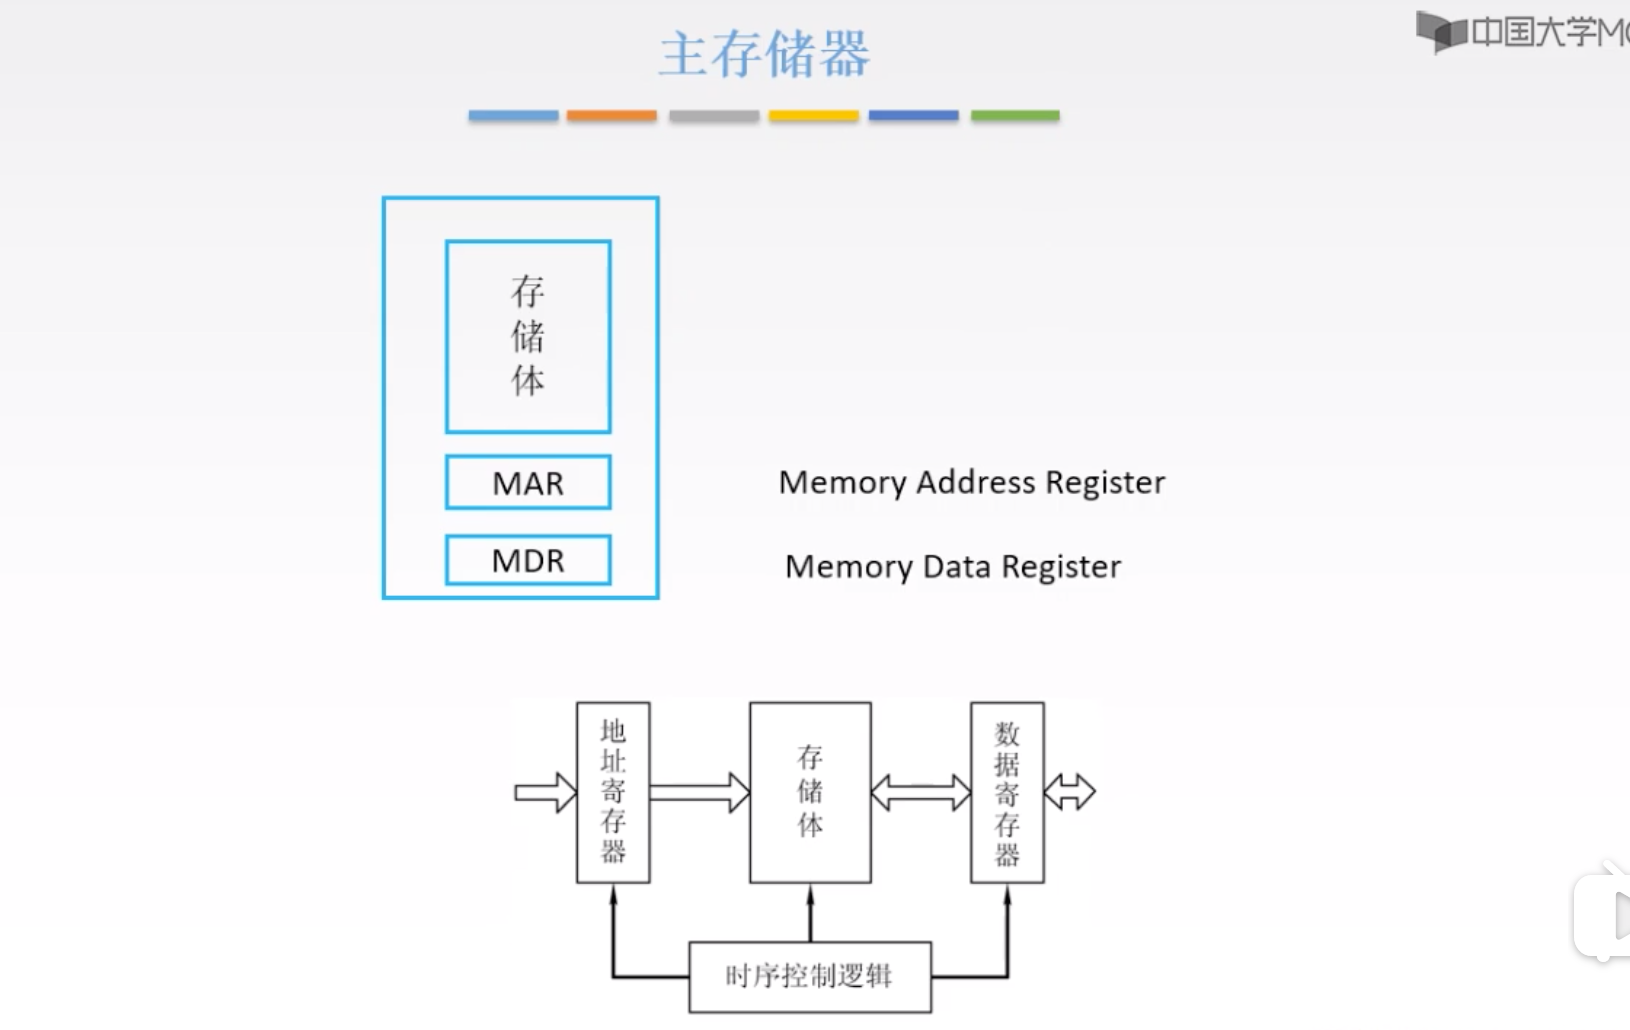 主存储器
中国大学MO
存储体
MAR
Memory Address Register
MDR
Memory Data Register
地址寄存器
存储体
数据寄存器
时序控制逻辑